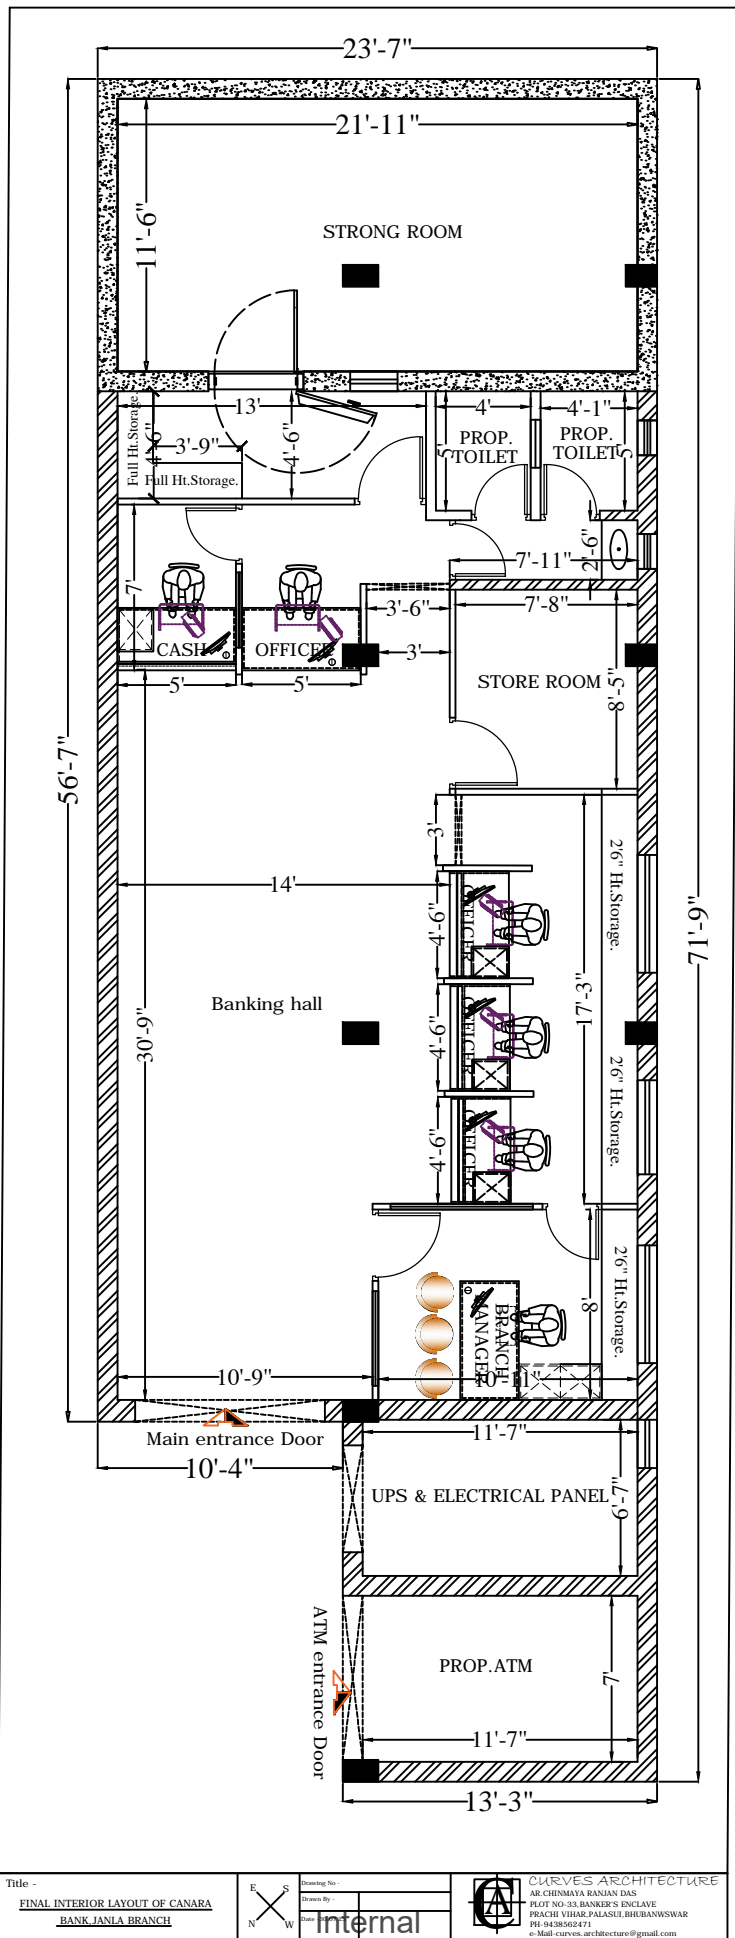 23'-7"
21'-11"
11'-6"
STRONG ROOM
13'
4'
4'-1"
Full Ht.Storage.
4'-6"
3'-9"
4'-6"
Full Ht.Storage.
5'
PROP.
TOILET
PROP.
TOILET
5'
7'
7'-11"
2'-6"
3'-6"
7'-8"
CASH
OFFICER
3'
STORE ROOM
8'-5"
5'
5'
56'-7"
71'-9"
3'
14'
4'-6"
OFFICER
2'6" Ht.Storage.
17'-3"
Banking hall
30'-9"
4'-6"
OFFICER
2'6" Ht.Storage.
4'-6"
OFFICER
8'
2'6" Ht.Storage.
BRANCH
MANAGER
10'-9"
10'-11"
Main entrance Door
10'-4"
11'-7"
UPS & ELECTRICAL PANEL
6'-7"
ATM entrance Door
PROP.ATM
7'
11'-7"
13'-3"
Title -
FINAL INTERIOR LAYOUT OF CANARA
BANK,JANLA BRANCH
E
S
N
W
Drawing No -
Drawn By -
Date -
Internal
CA
CURVES ARCHITECTURE
AR.CHINMAYA RANJAN DAS
PLOT NO-33,BANKER'S ENCLAVE
PRACHI VIHAR,PALASUI,BHUBANWSWAR
PH-9438562471
e-Mail-curves.architecture@gmail.com